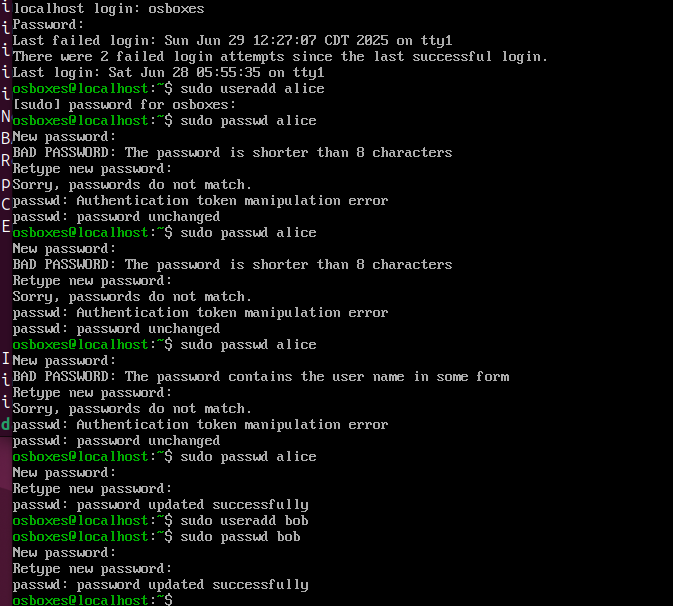 localhost login: osboxes
Password:
Last failed login: Sun Jun 29 12:27:07 CDT 2025 on tty1
There were 2 failed login attempts since the last successful login.
Last login: Sat Jun 28 05:55:35 on tty1
osboxes@localhost:~$ sudo useradd alice
[sudo] password for osboxes:
osboxes@localhost:~$ sudo passwd alice
New password:
BAD PASSWORD: The password is shorter than 8 characters
Retype new password:
Sorry, passwords do not match.
passwd: Authentication token manipulation error
passwd: password unchanged
osboxes@localhost:~$ sudo passwd alice
New password:
BAD PASSWORD: The password is shorter than 8 characters
Retype new password:
Sorry, passwords do not match.
passwd: Authentication token manipulation error
passwd: password unchanged
osboxes@localhost:~$ sudo passwd alice
New password:
BAD PASSWORD: The password contains the user name in some form
Retype new password:
Sorry, passwords do not match.
passwd: Authentication token manipulation error
passwd: password unchanged
osboxes@localhost:~$ sudo passwd alice
New password:
Retype new password:
passwd: password updated successfully
osboxes@localhost:~$ sudo useradd bob
osboxes@localhost:~$ sudo passwd bob
New password:
Retype new password:
passwd: password updated successfully
osboxes@localhost:~$